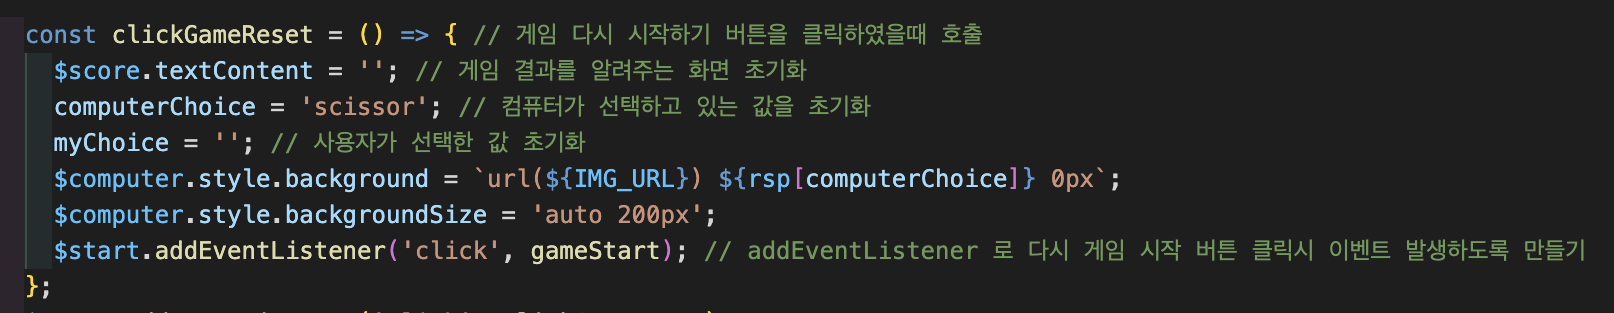 const clickGameReset = () => { // 게임 다시 시작하기 버튼을 클릭하였을때 호출
$score.textContent = ''; // 게임 결과를 알려주는 화면 초기화
computerChoice = 'scissor'; // 컴퓨터가 선택하고 있는 값을 초기화
myChoice = ''; // 사용자가 선택한 값 초기화
$computer.style.background = `url(${IMG_URL}) ${rsp[computerChoice]} 0px`;
$computer.style.backgroundSize = 'auto 200px';
$start.addEventListener('click', gameStart); // addEventListener 로 다시 게임 시작 버튼 클릭시 이벤트 발생하도록 만들기
};